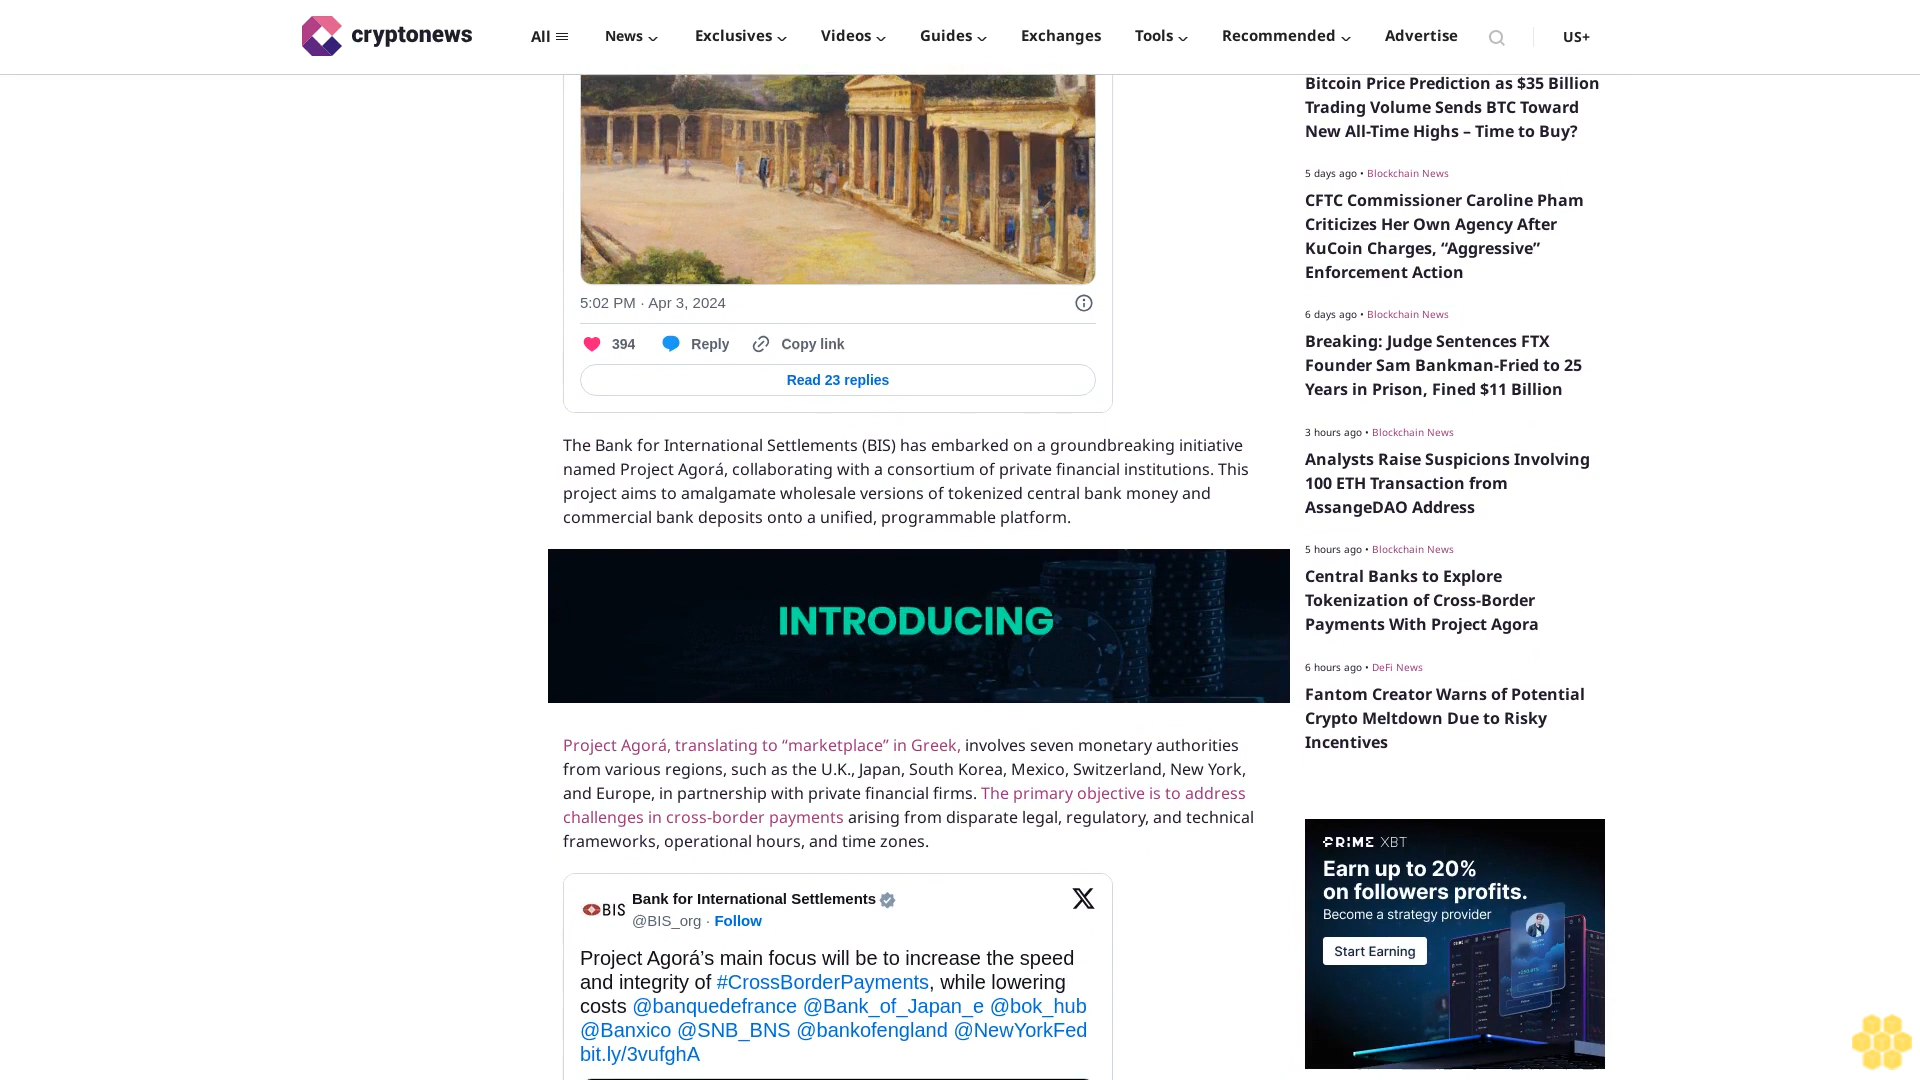 cryptonews
All
News
Exclusives
Videos
Guides
Exchanges
Tools
Recommended
Advertise
US+
5:02 PM · Apr 3, 2024
394
Reply
Copy link
Read 23 replies
The Bank for International Settlements (BIS) has embarked on a groundbreaking initiative
named Project Agorá, collaborating with a consortium of private financial institutions. This
project aims to amalgamate wholesale versions of tokenized central bank money and
commercial bank deposits onto a unified, programmable platform.
INTRODUCING
Project Agorá, translating to “marketplace” in Greek, involves seven monetary authorities
from various regions, such as the U.K., Japan, South Korea, Mexico, Switzerland, New York,
and Europe, in partnership with private financial firms. The primary objective is to address
challenges in cross-border payments arising from disparate legal, regulatory, and technical
frameworks, operational hours, and time zones.
BIS
Bank for International Settlements
@BIS_org · Follow
Project Agorá’s main focus will be to increase the speed
and integrity of #CrossBorderPayments, while lowering
costs @banquedefrance @Bank_of_Japan_e @bok_hub
@Banxico @SNB_BNS @bankofengland @NewYorkFed
bit.ly/3vufghA
Bitcoin Price Prediction as $35 Billion
Trading Volume Sends BTC Toward
New All-Time Highs – Time to Buy?
5 days ago • Blockchain News
CFTC Commissioner Caroline Pham
Criticizes Her Own Agency After
KuCoin Charges, “Aggressive”
Enforcement Action
6 days ago • Blockchain News
Breaking: Judge Sentences FTX
Founder Sam Bankman-Fried to 25
Years in Prison, Fined $11 Billion
3 hours ago • Blockchain News
Analysts Raise Suspicions Involving
100 ETH Transaction from
AssangeDAO Address
5 hours ago • Blockchain News
Central Banks to Explore
Tokenization of Cross-Border
Payments With Project Agora
6 hours ago • DeFi News
Fantom Creator Warns of Potential
Crypto Meltdown Due to Risky
Incentives
PRIME XBT
Earn up to 20%
on followers profits.
Become a strategy provider
Start Earning